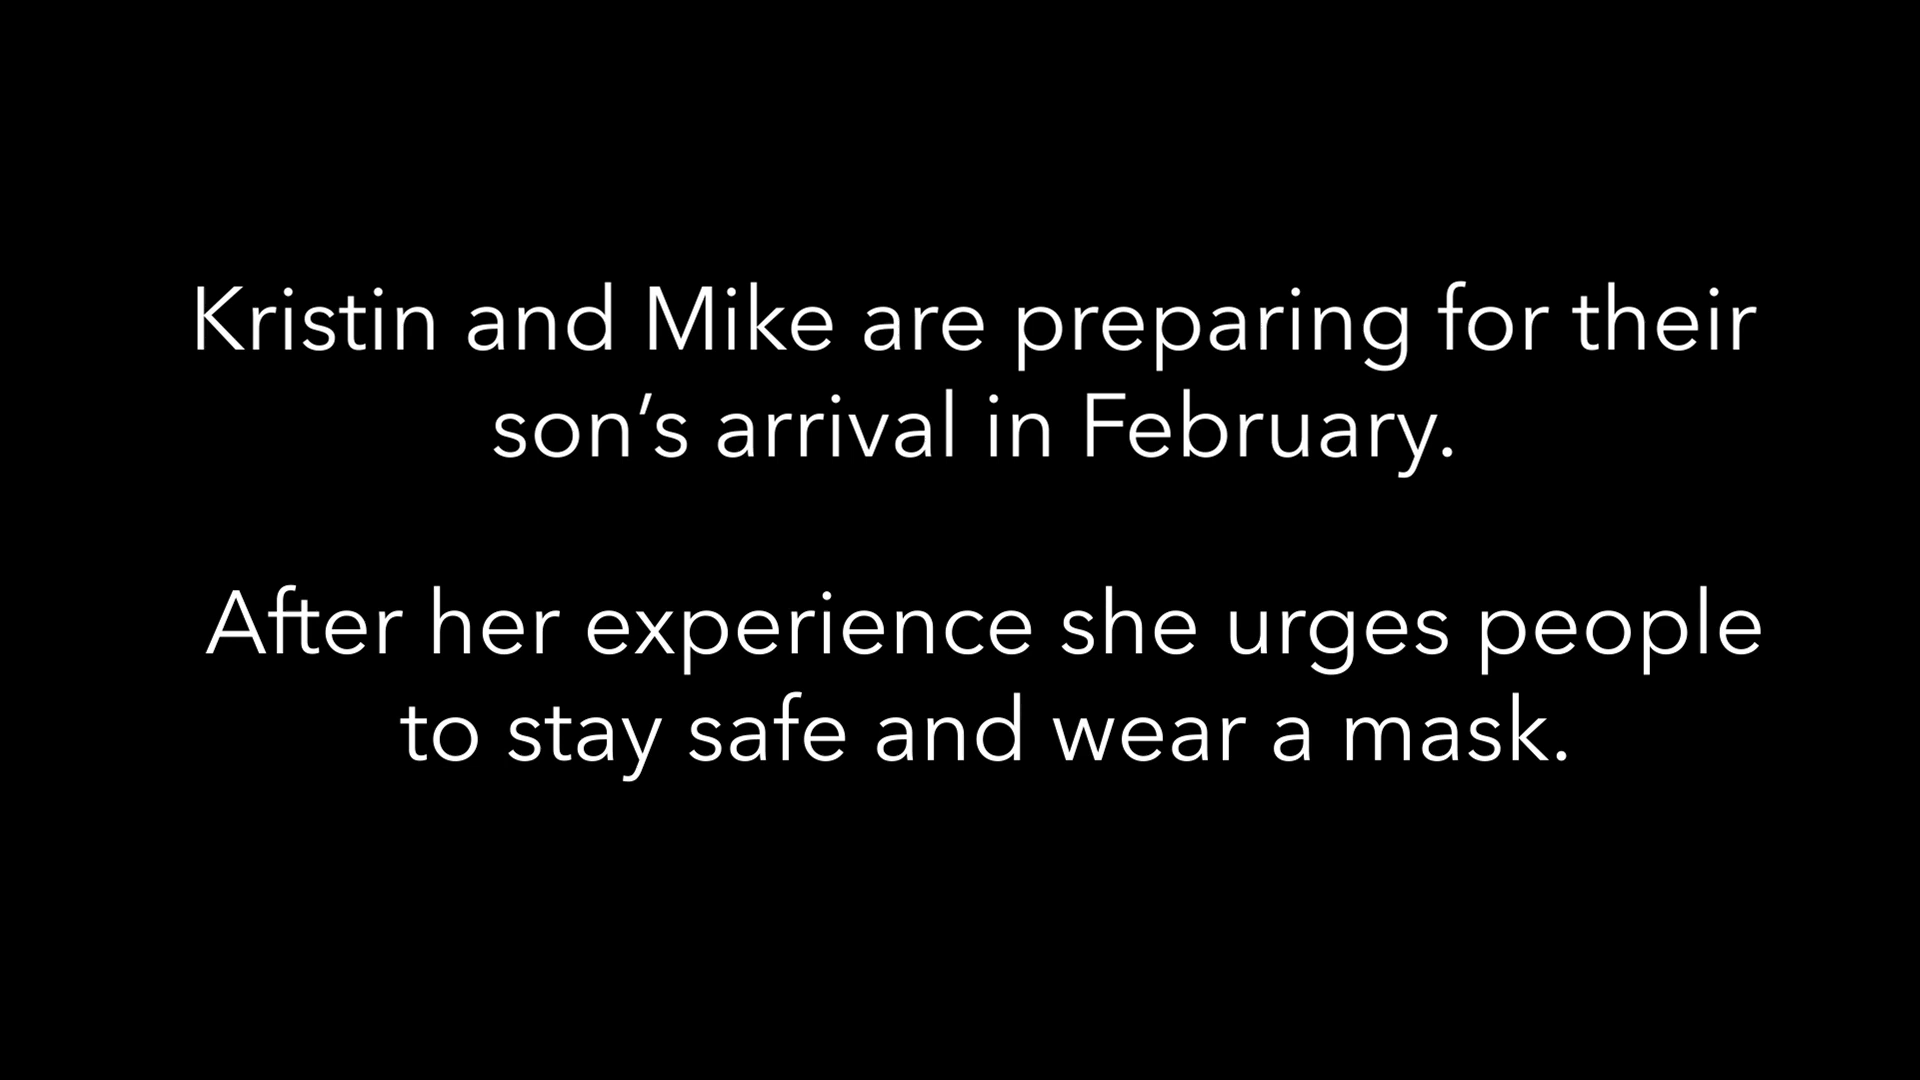 Kristin and Mike are preparing for their
son’s arrival in February.
After her experience she urges people
to stay safe and wear a mask.